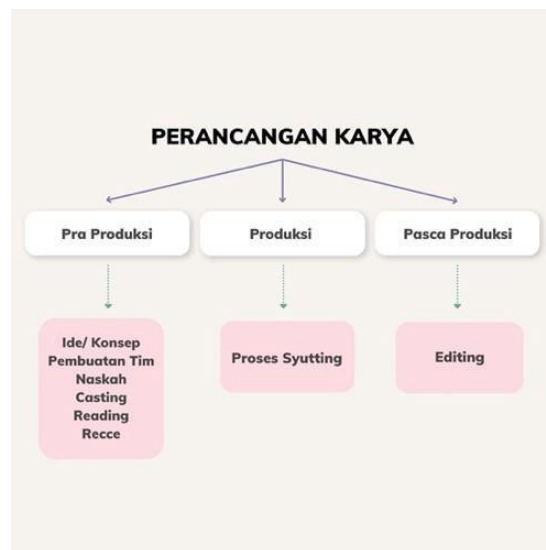 PERANCANGAN KARYA
Pra Produksi
Produksi
Pasca Produksi
Ide/ Konsep
Pembuatan Tim
Naskah
Casting
Reading
Recce
Proses Syutting
Editing